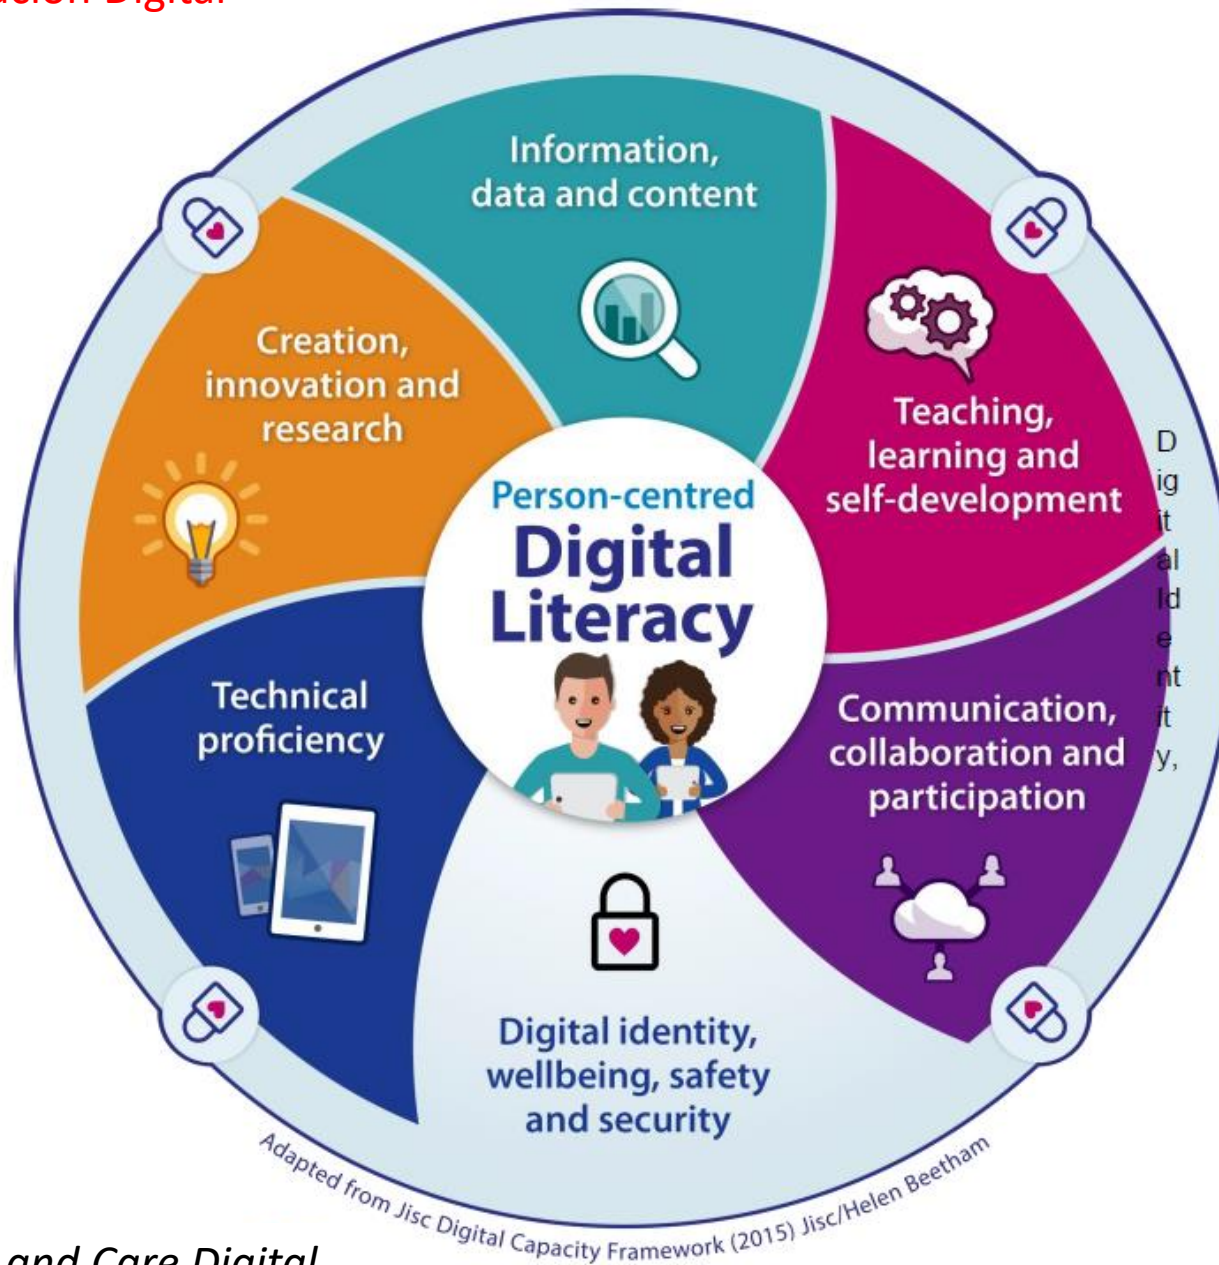 Digital
Information,
data and content
Creation,
innovation and
research
Teaching,
learning and
self-development
Person-centred
Digital
Literacy
Technical
proficiency
Communication,
collaboration and
participation
Digital identity,
wellbeing, safety
and security
D
ig
it
al
Id
e
nt
it
y,
Adapted from Jisc Digital Capacity Framework (2015) Jisc/Helen Beetham
and Care Digital